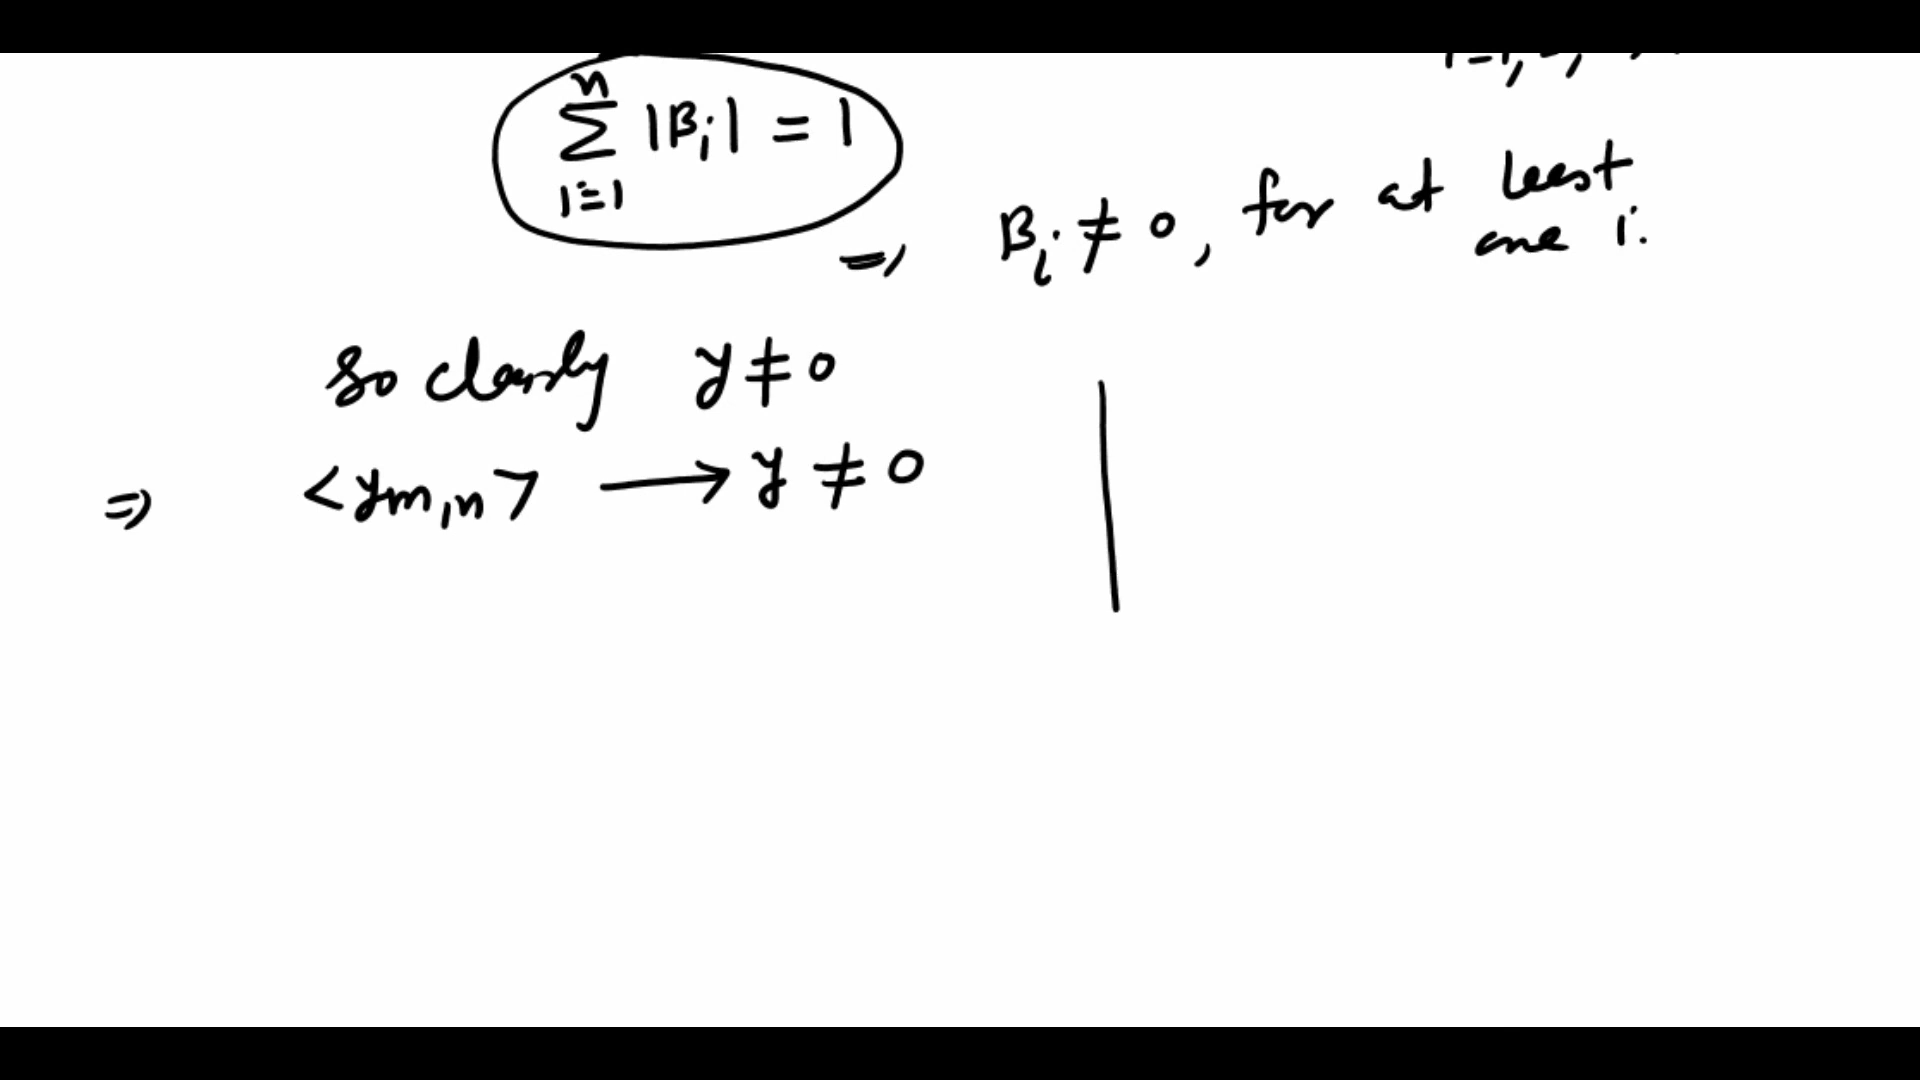 n
∑ |βi| = 1
i=1
=> βi ≠ 0, for at least
one i.
so clearly y ≠ 0
=> <ym,n> → y ≠ 0